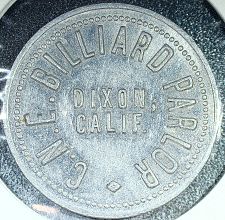 C.N.E. BILLIARD PARLOR
DIXON,
CALIF.